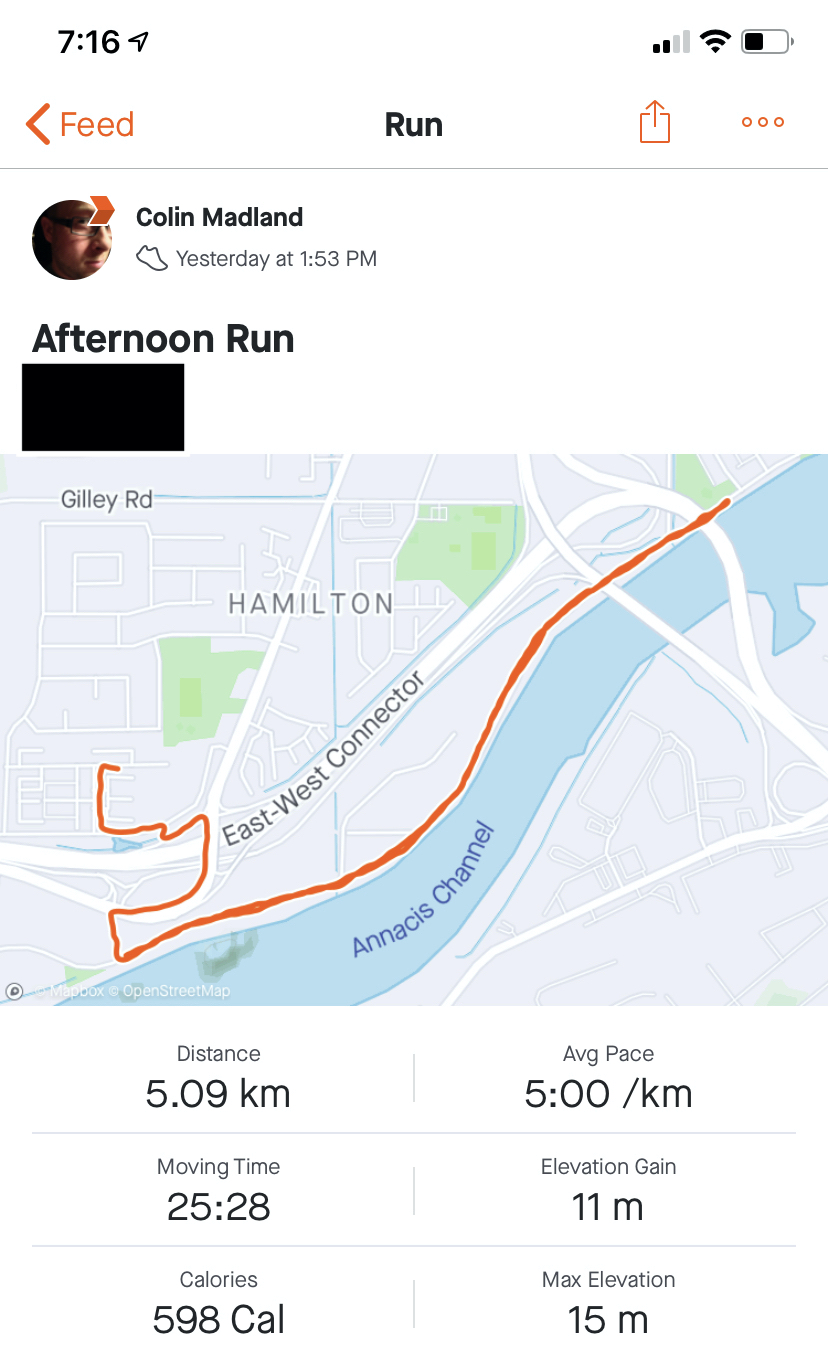 7:16
Feed
Run
Colin Madland
Yesterday at 1:53 PM
Afternoon Run
Gilley Rd
HAMILTON
East-West Connector
Annacis Channel
© Mapbox © OpenStreetMap
Distance
Avg Pace
5.09 km
5:00 /km
Moving Time
Elevation Gain
25:28
11 m
Calories
Max Elevation
598 Cal
15 m